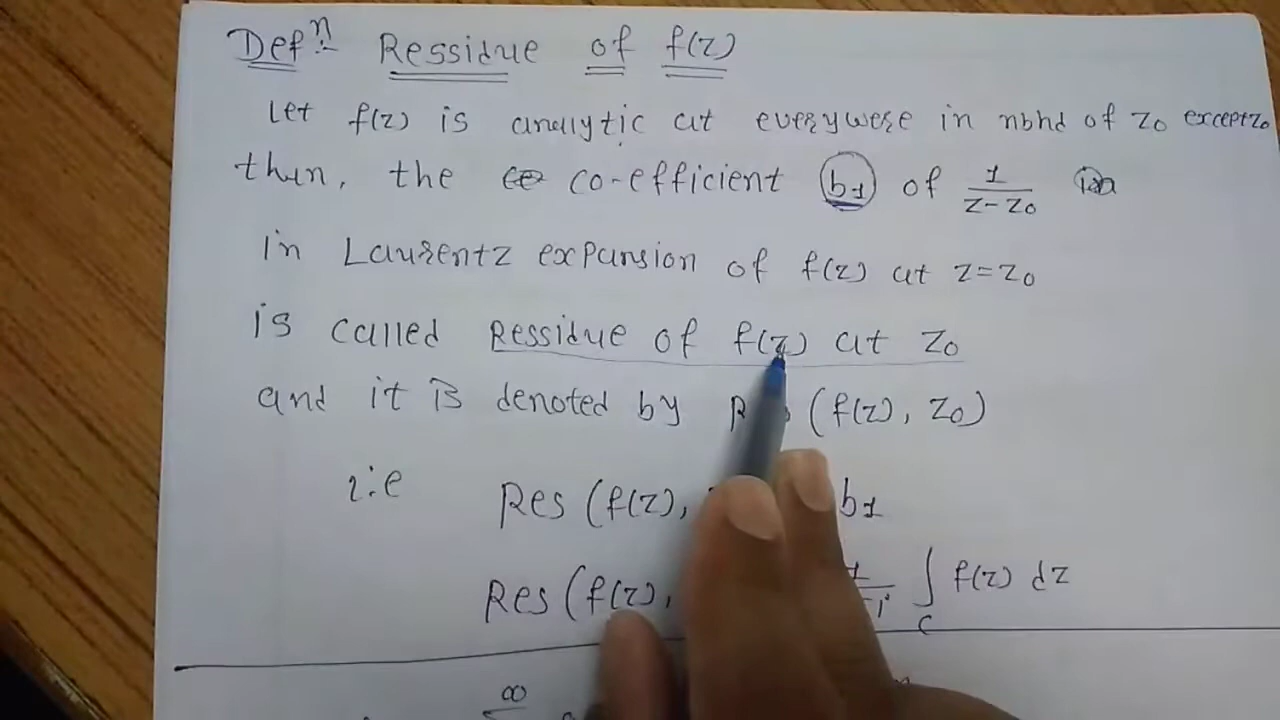 Defⁿ:- Ressidue of f(z)
Let f(z) is analytic at everywere in nbhd of z₀ except z₀
then, the co-efficient b₁ of 1/(z-z₀)
in Laurentz expansion of f(z) at z=z₀
is called Ressidue of f(z) at z₀
and it is denoted by (f(z), z₀)
i.e Res (f(z), b₁
Res (f(z), ∫ f(z) dz
C
∞